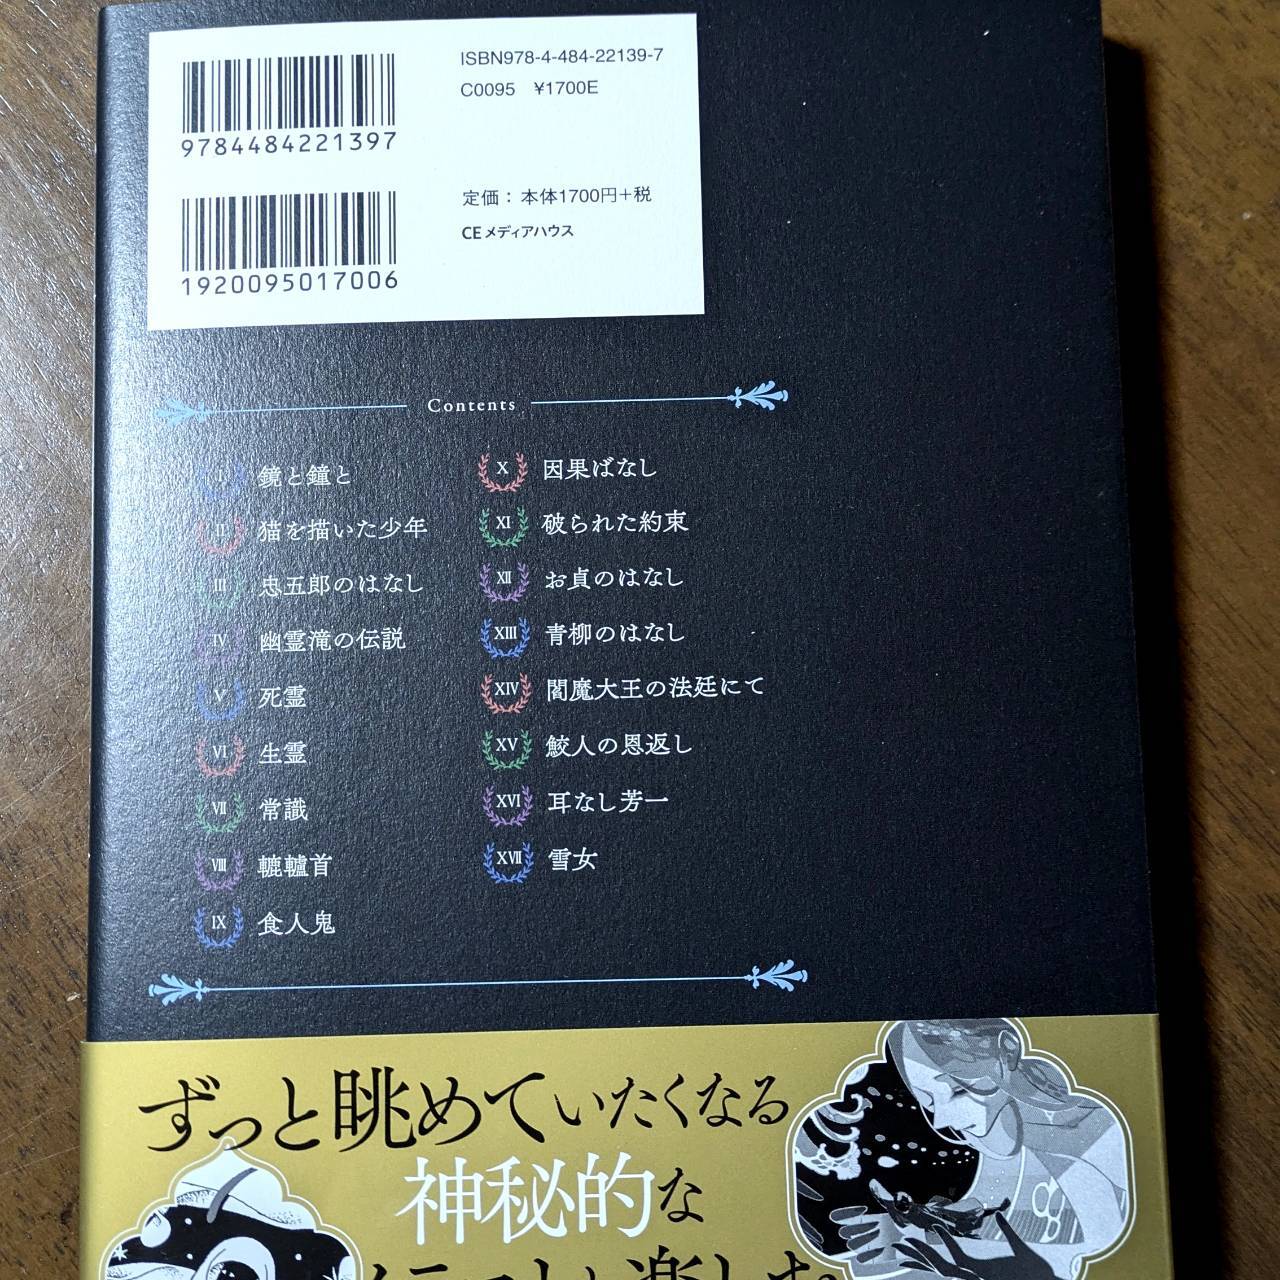 ISBN978-4-484-22139-7
C0095 ¥1700E
9784484221397
定価：本体1700円+税
CEメディアハウス
1920095017006
Contents
I 鏡と鐘と
II 猫を描いた少年
III 忠五郎のはなし
IV 幽霊滝の伝説
V 死霊
VI 生霊
VII 常識
VIII 轆轤首
IX 食人鬼
X 因果ばなし
XI 破られた約束
XII お貞のはなし
XIII 青柳のはなし
XIV 閻魔大王の法廷にて
XV 鮫人の恩返し
XVI 耳なし芳一
XVII 雪女
ずっと眺めていたくなる
神秘的な